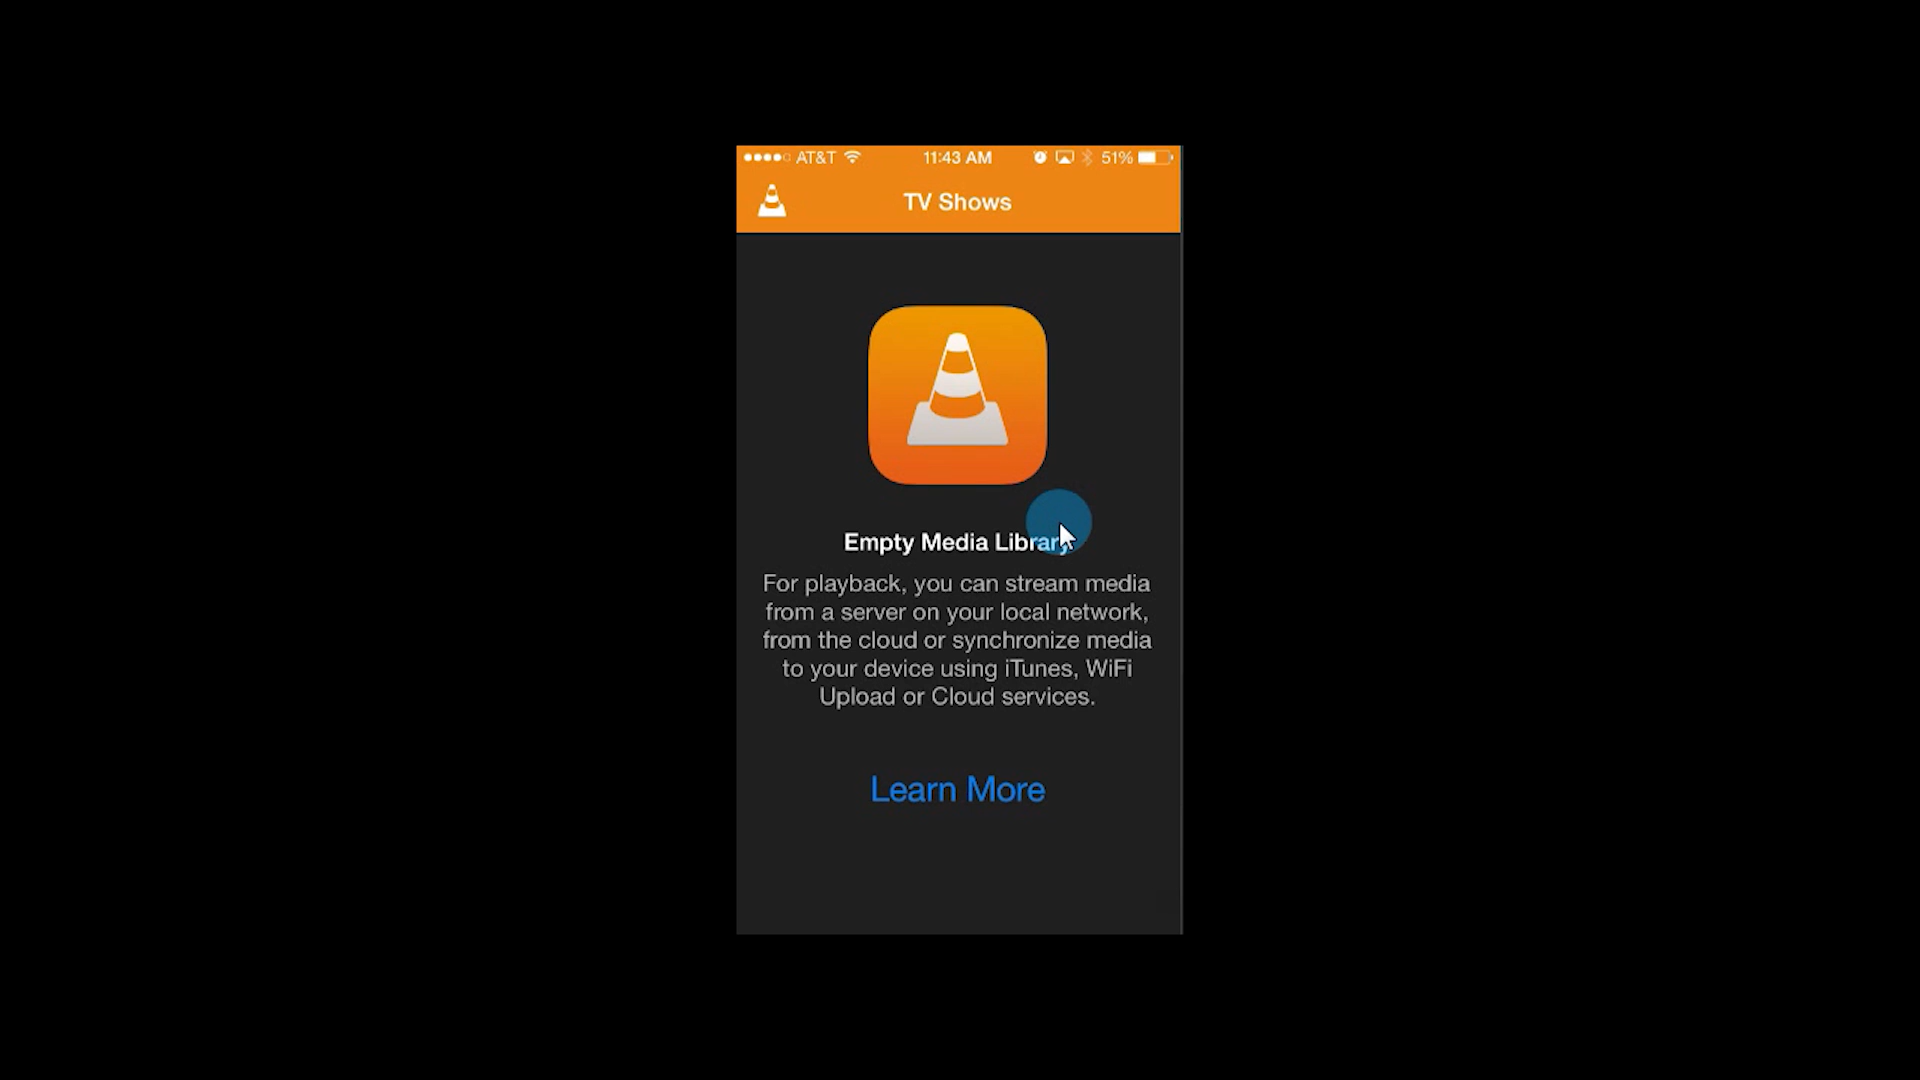 AT&T 11:43 AM 51%
TV Shows
Empty Media Library
For playback, you can stream media
from a server on your local network,
from the cloud or synchronize media
to your device using iTunes, WiFi
Upload or Cloud services.
Learn More